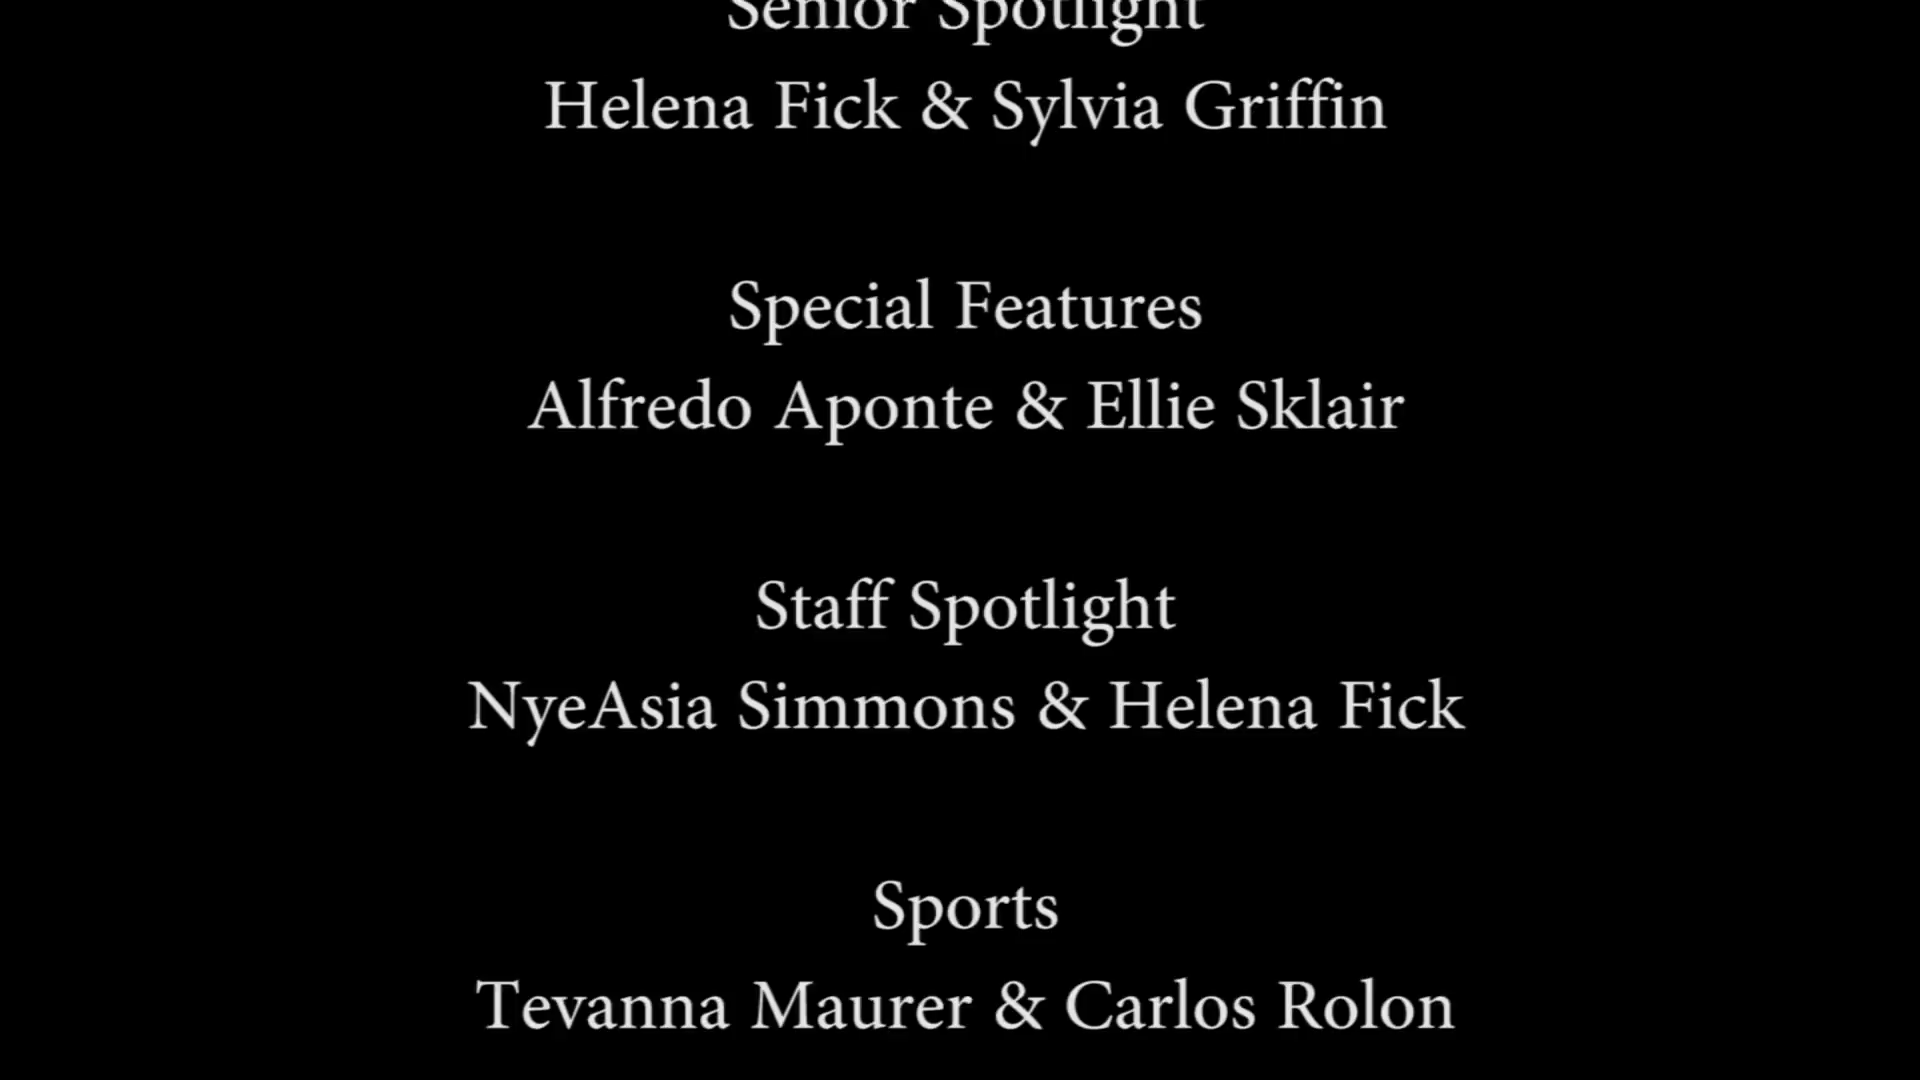 Senior Spotlight
Helena Fick & Sylvia Griffin
Special Features
Alfredo Aponte & Ellie Sklair
Staff Spotlight
NyeAsia Simmons & Helena Fick
Sports
Tevanna Maurer & Carlos Rolon